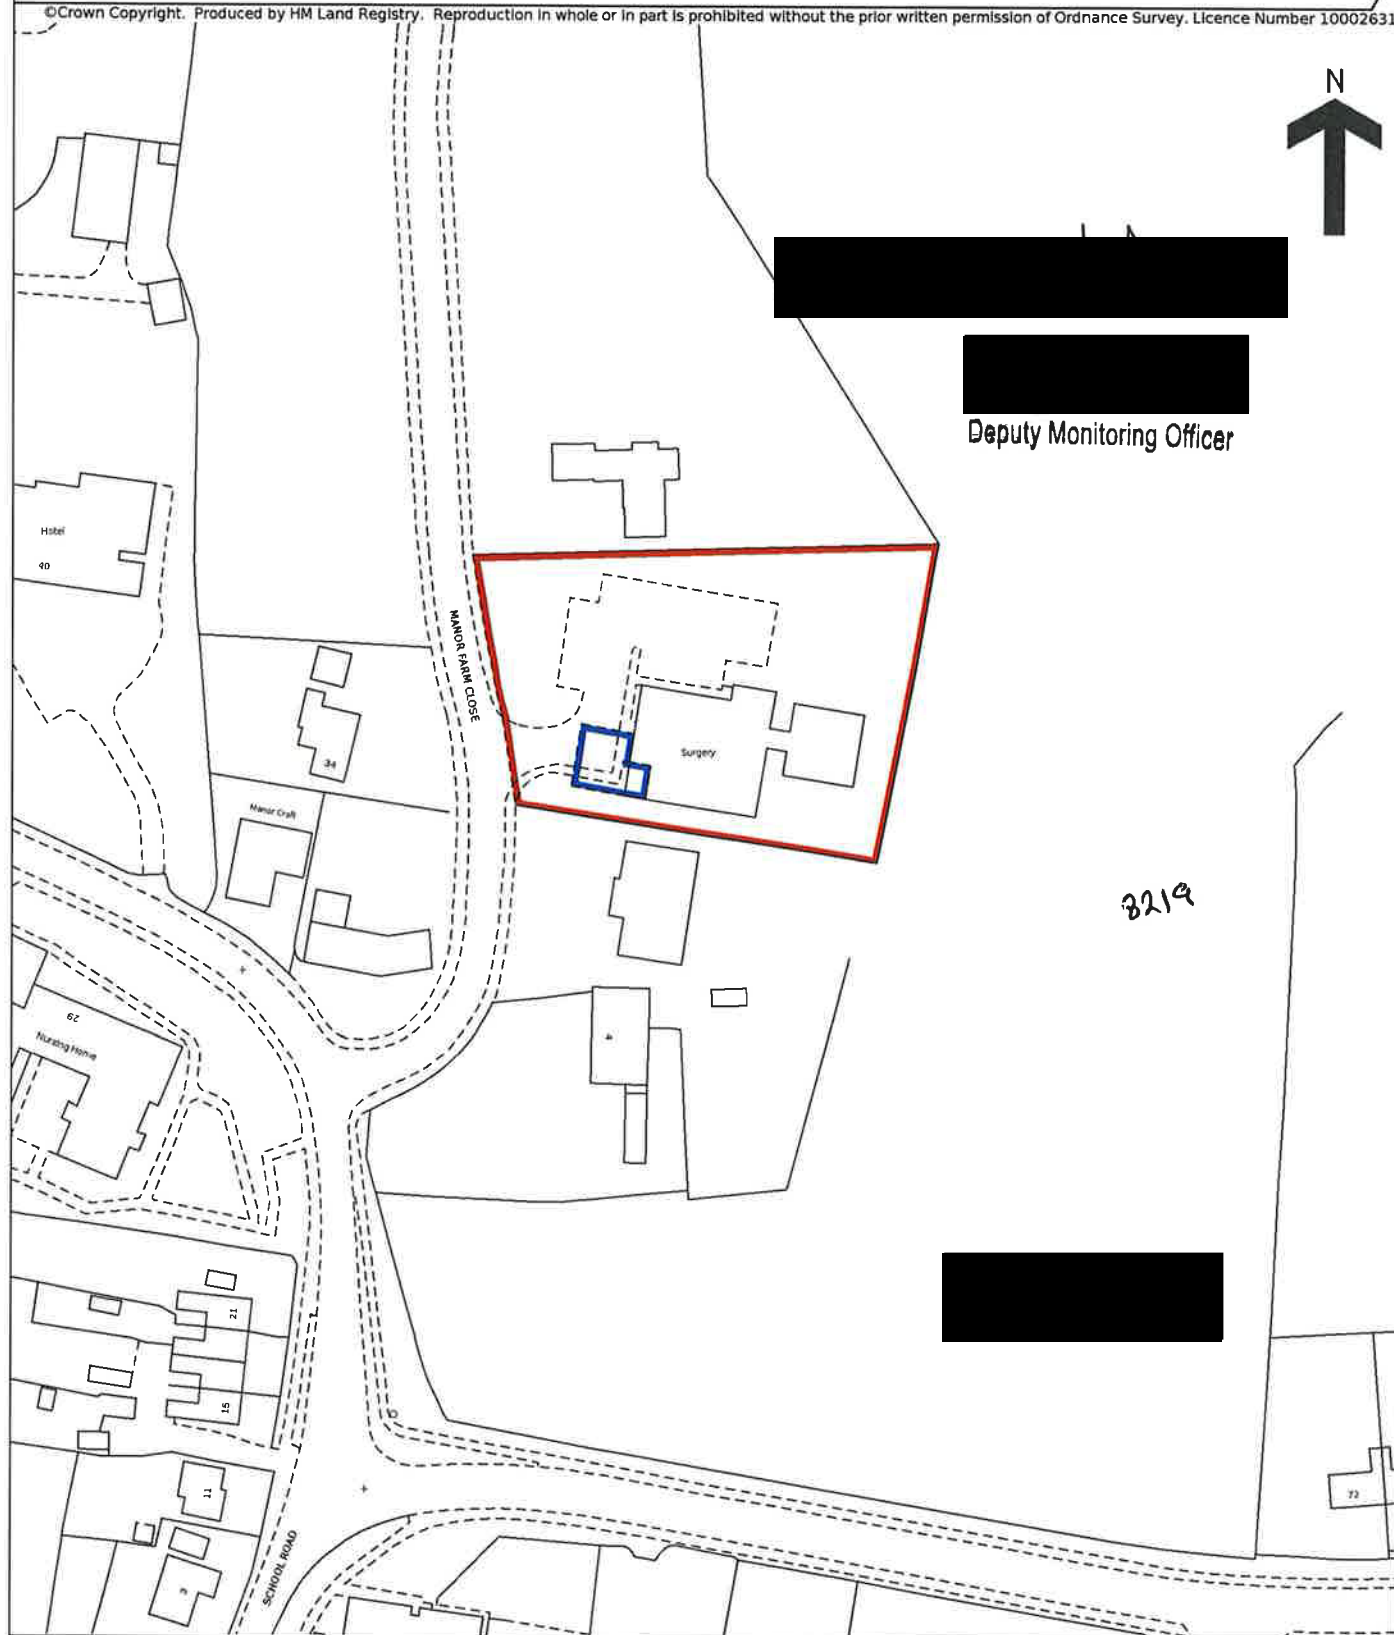 ©Crown Copyright. Produced by HM Land Registry. Reproduction in whole or in part is prohibited without the prior written permission of Ordnance Survey. Licence Number 10002631
N
Deputy Monitoring Officer
Hotel
40
MANOR FARM CLOSE
34
Surgery
Manor Craft
8219
29
Nursing Home
4
21
15
11
72
3
SCHOOL ROAD